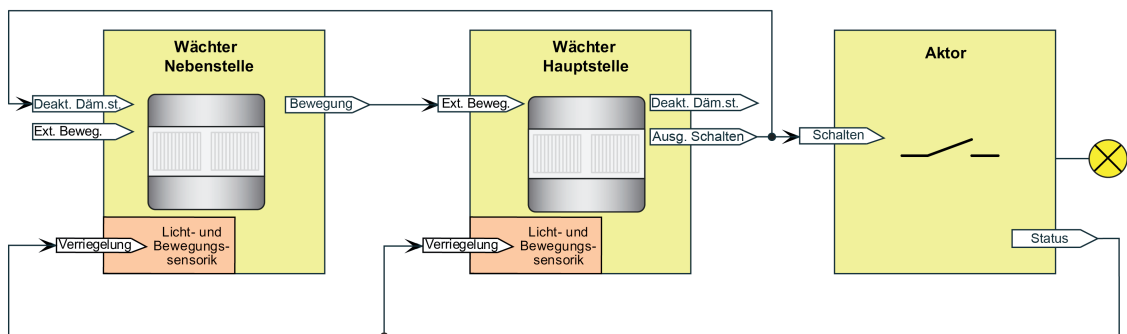 Wächter
Nebenstelle
Deakt. Däm.st.
Ext. Beweg.
Bewegung
Verriegelung
Licht- und
Bewegungs-
sensorik
Wächter
Hauptstelle
Ext. Beweg.
Deakt. Däm.st.
Ausg. Schalten
Verriegelung
Licht- und
Bewegungs-
sensorik
Aktor
Schalten
Status